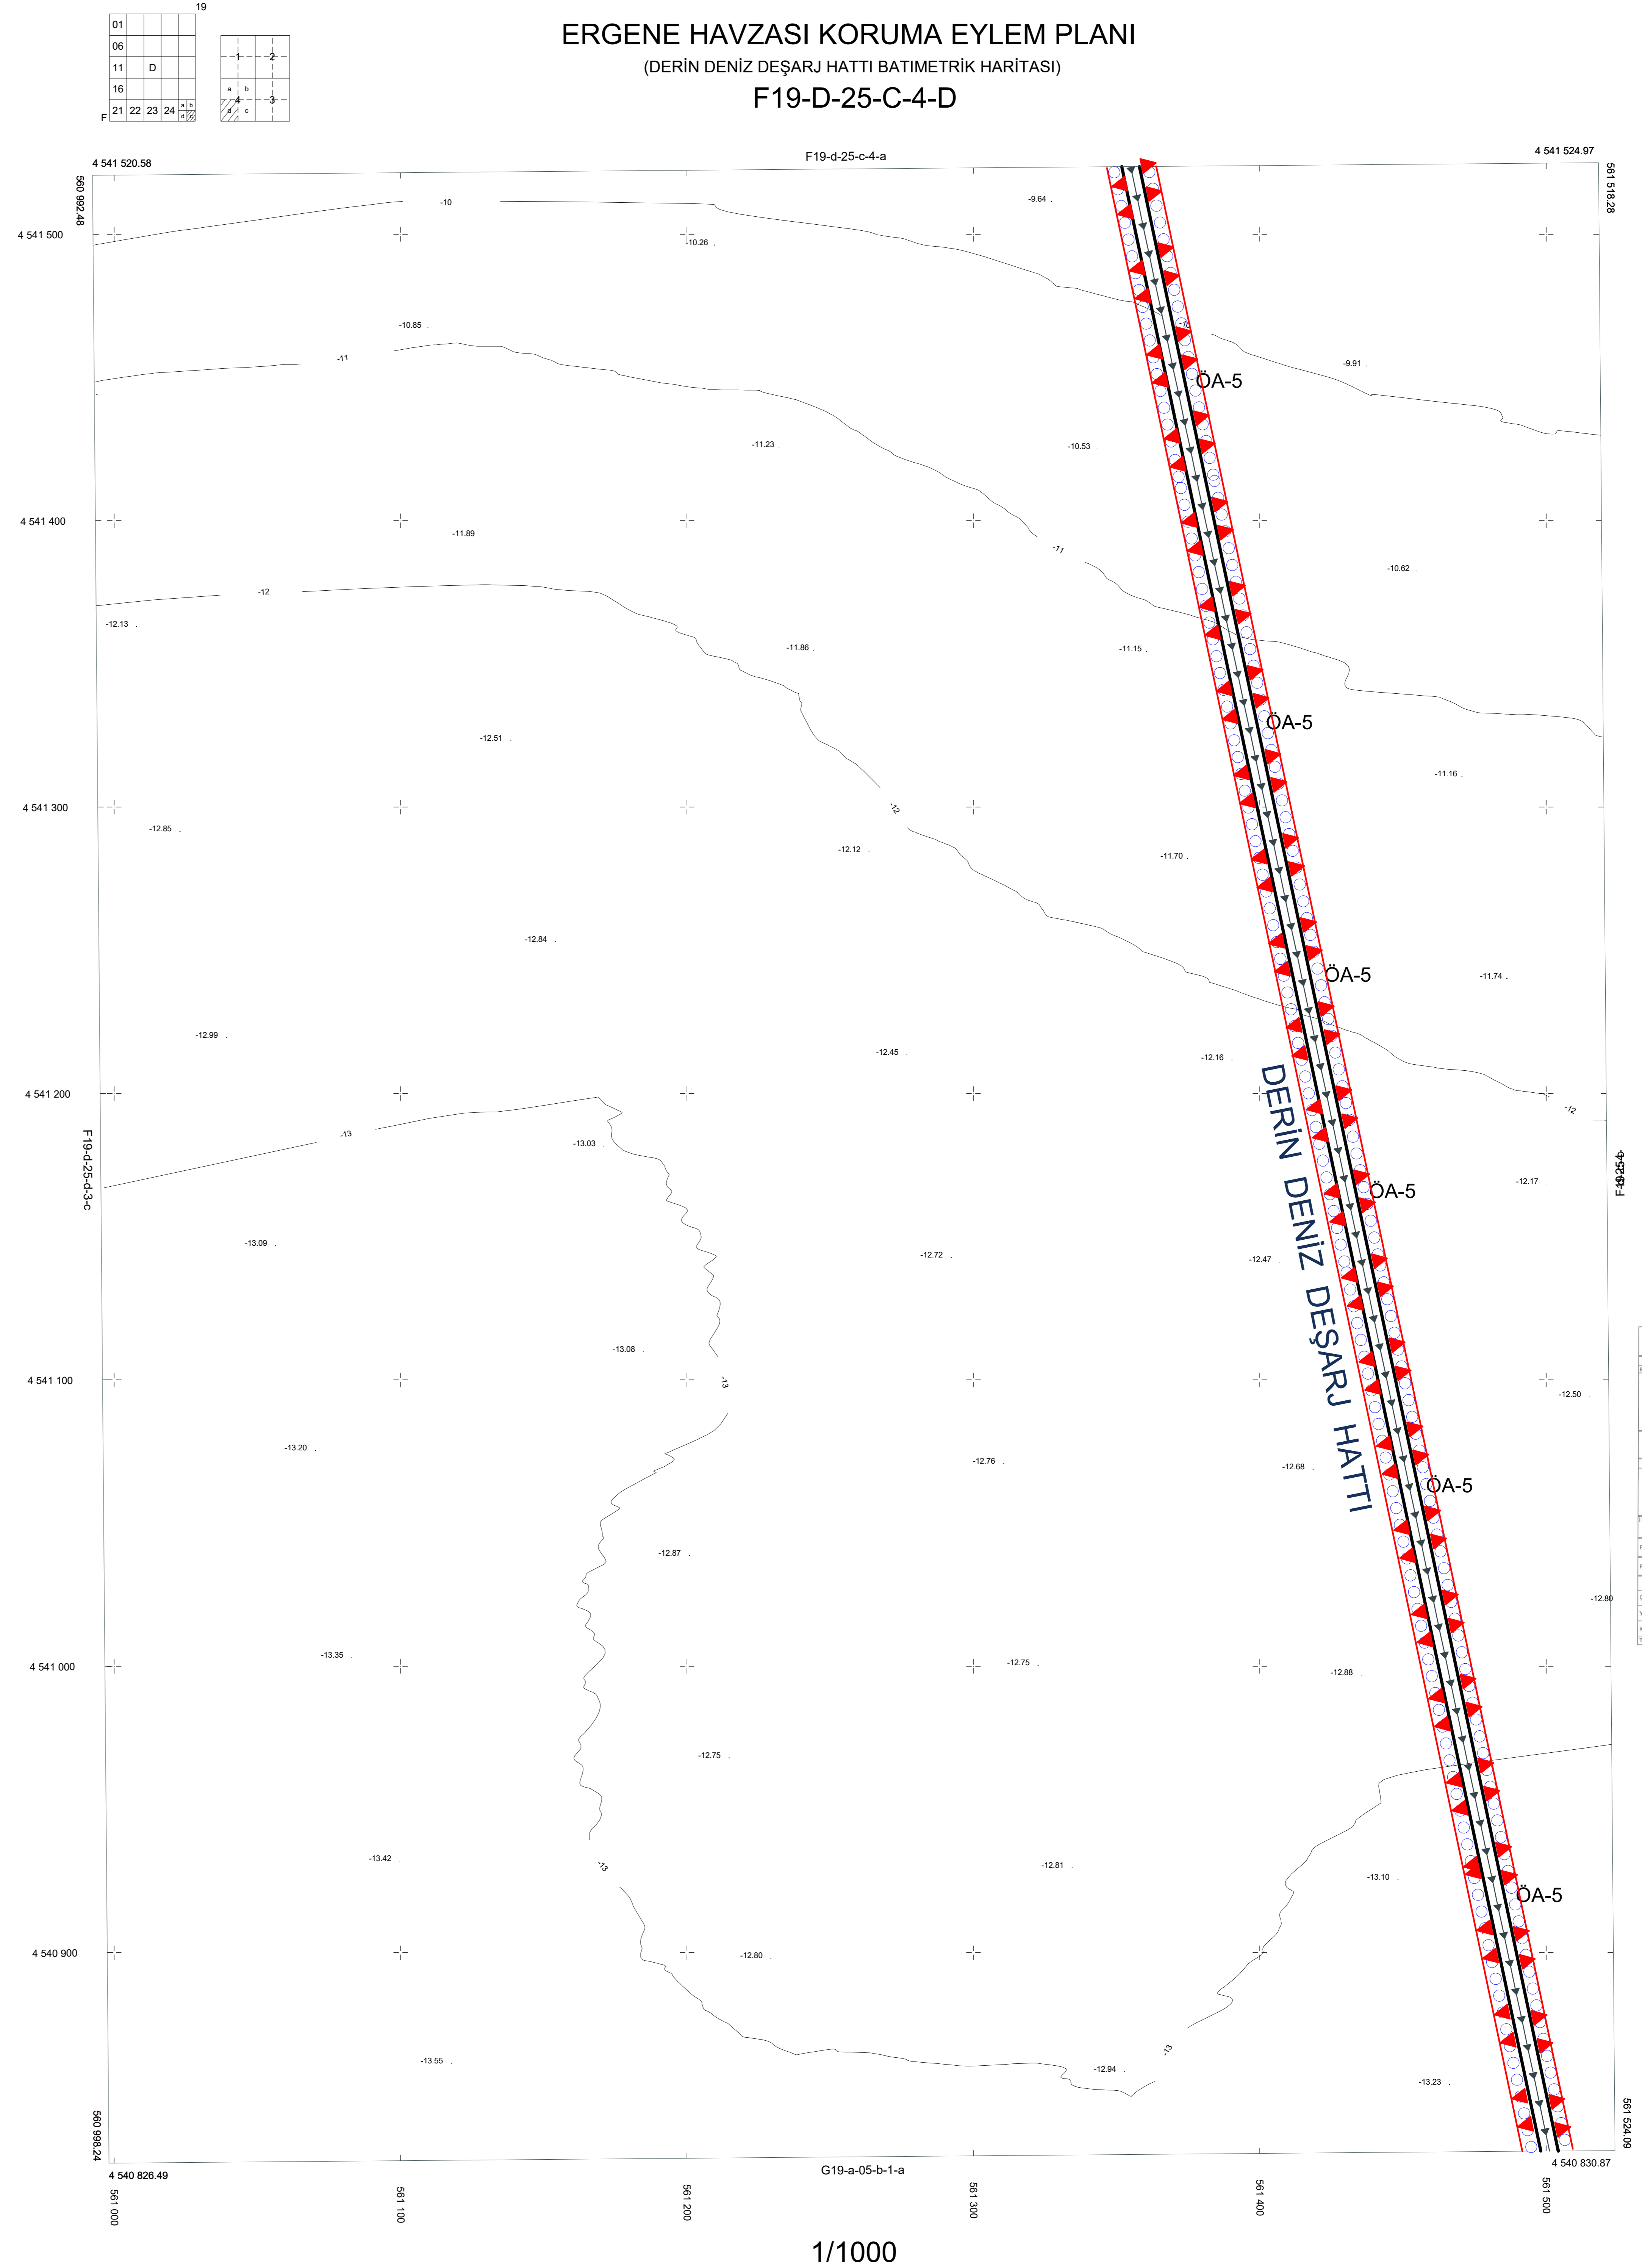 19
01
06
11 D
16
21 22 23 24 a b
d c
F
1 2
a b
4 3
d c
ERGENE HAVZASI KORUMA EYLEM PLANI
(DERİN DENİZ DEŞARJ HATTI BATIMETRİK HARİTASI)
F19-D-25-C-4-D
4 541 520.58
F19-d-25-c-4-a
4 541 524.97
560 992.48
561 518.28
-10
-9.64
4 541 500
-10.26
-10.85
-10
-11
-9.91
ÖA-5
-11.23
-10.53
4 541 400
-11.89
-11
-10.62
-12
-12.13
-11.86
-11.15
ÖA-5
-12.51
-11.16
4 541 300
-12
-12.85
-12.12
-11.70
-12.84
ÖA-5
-11.74
-12.99
-12.45
-12.16
4 541 200
-12
-13
-13.03
F19-d-25-d-3-c
-12.17
ÖA-5
DERİN DENİZ DEŞARJ HATTI
-13.09
-12.72
-12.47
-13.08
4 541 100
-13
-12.50
-13.20
-12.76
-12.68
ÖA-5
-12.87
-12.80
-13.35
-12.75
-12.88
4 541 000
-12.75
-13.42
-13
-12.81
-13.10
ÖA-5
4 540 900
-12.80
-13
-13.55
-12.94
-13.23
560 998.24
561 524.09
4 540 826.49
G19-a-05-b-1-a
4 540 830.87
561 000
561 100
561 200
561 300
561 400
561 500
1/1000